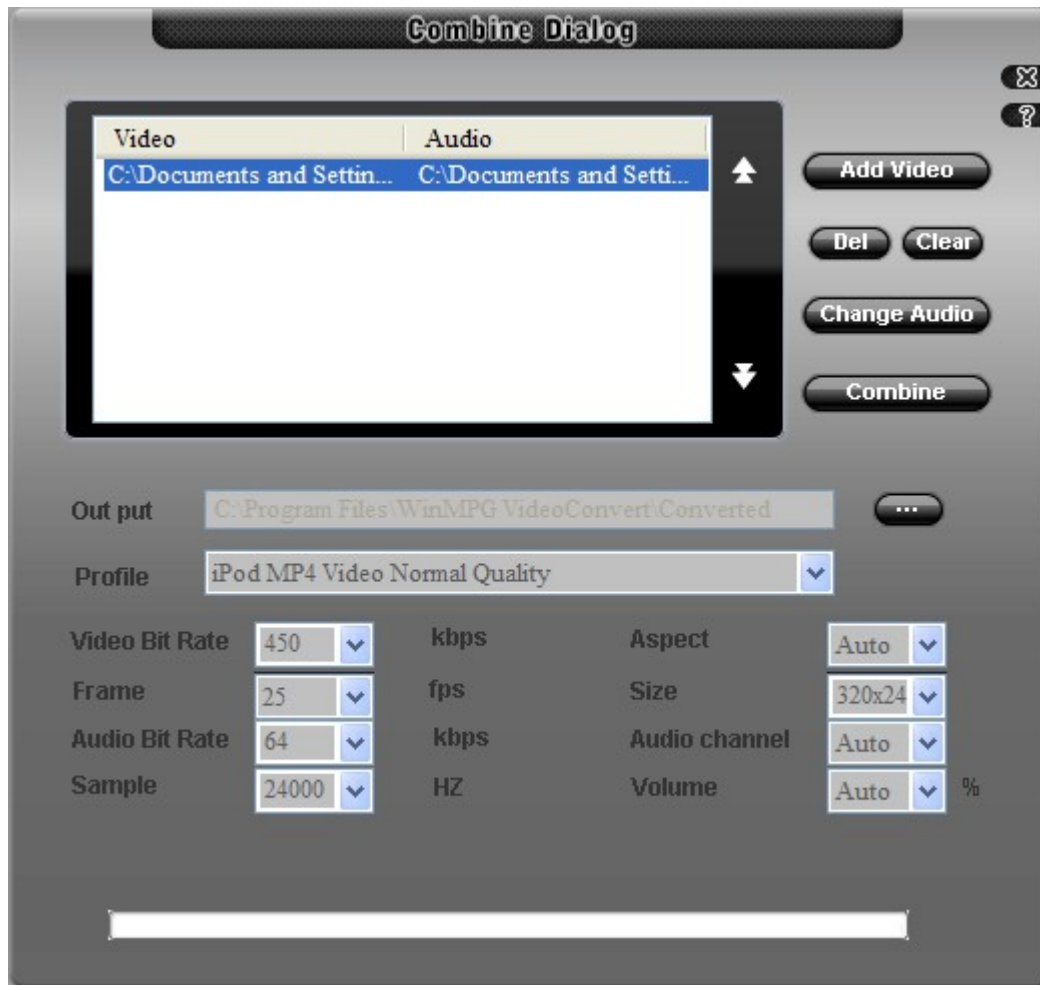 Combine Dialog
Video Audio
C:\Documents and Settin... C:\Documents and Setti...
Add Video
Del Clear
Change Audio
Combine
Out put C:\Program Files\WinMPG VideoConvert\Converted ...
Profile iPod MP4 Video Normal Quality
Video Bit Rate 450 kbps Aspect Auto
Frame 25 fps Size 320x24
Audio Bit Rate 64 kbps Audio channel Auto
Sample 24000 HZ Volume Auto %